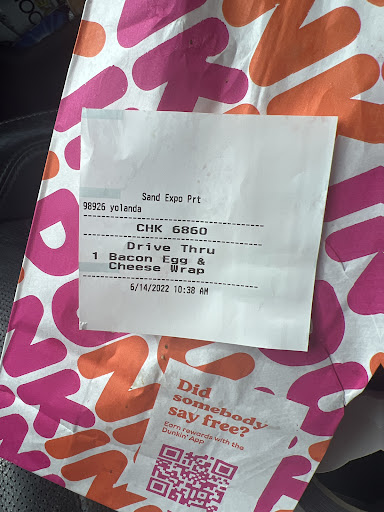 Sand Expo Prt
98926 yolanda
CHK 6860
Drive Thru
1 Bacon Egg &
Cheese Wrap
6/14/2022 10:38 AM
Did
somebody
say free?
Earn rewards with the
Dunkin' App